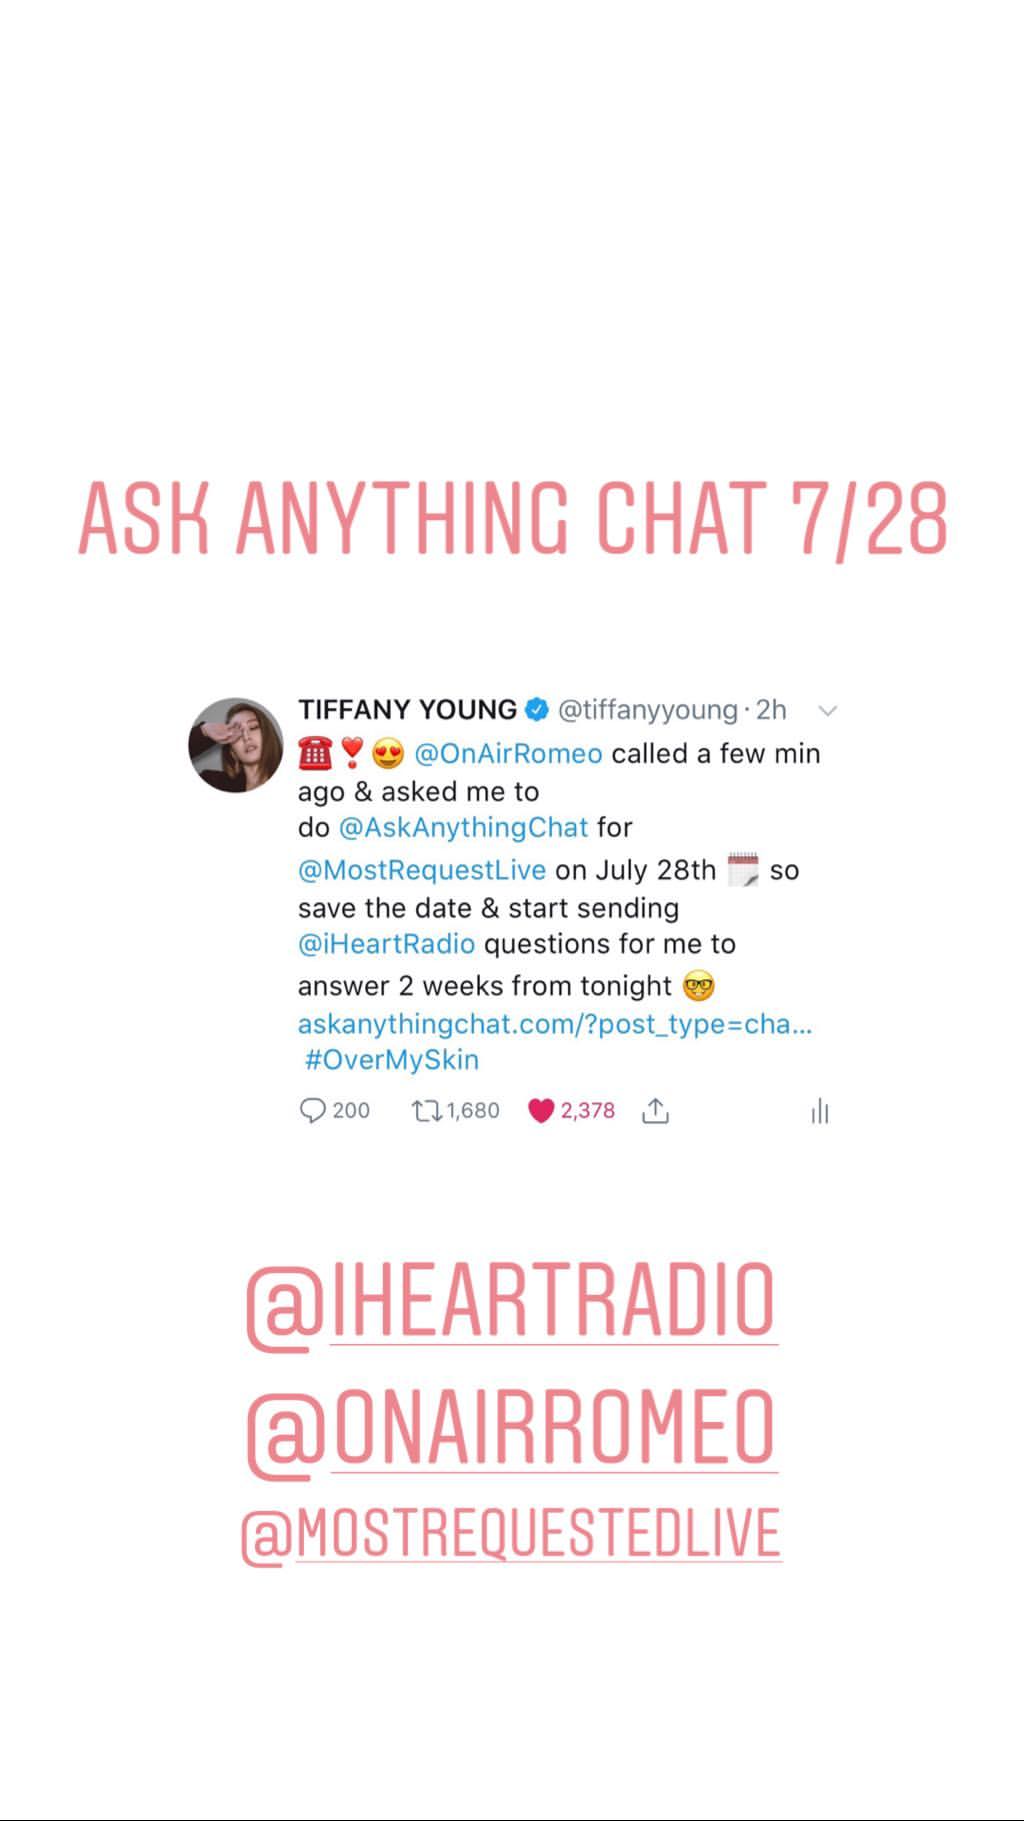 ASK ANYTHING CHAT 7/28
TIFFANY YOUNG @tiffanyyoung · 2h
☎️❣️😍 @OnAirRomeo called a few min
ago & asked me to
do @AskAnythingChat for
@MostRequestLive on July 28th 🗓️ so
save the date & start sending
@iHeartRadio questions for me to
answer 2 weeks from tonight 🤓
askanythingchat.com/?post_type=cha...
#OverMySkin
200 1,680 2,378
@IHEARTRADIO
@ONAIRROMEO
@MOSTREQUESTEDLIVE